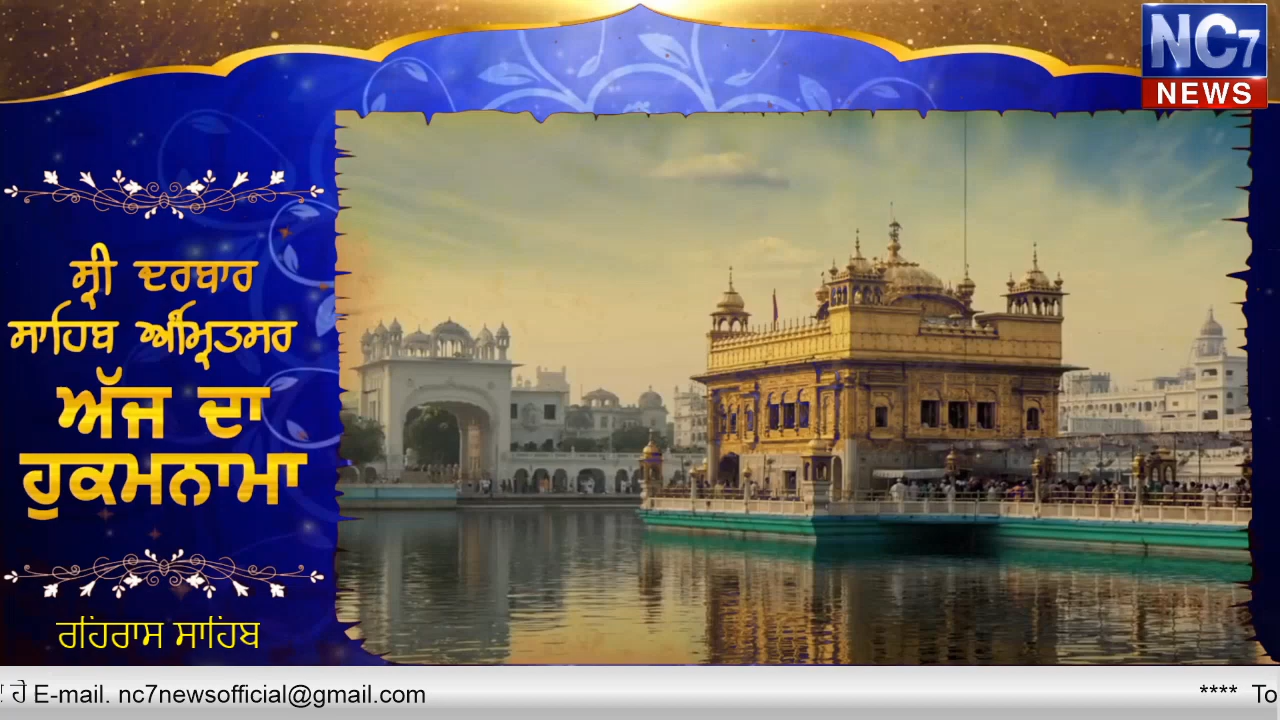 NC7
NEWS
ਸ੍ਰੀ ਦਰਬਾਰ
ਸਾਹਿਬ ਅੰਮ੍ਰਿਤਸਰ
ਅੱਜ ਦਾ
ਹੁਕਮਨਾਮਾ
ਰਹਿਰਾਸ ਸਾਹਿਬ
ਹੈ E-mail. nc7newsofficial@gmail.com
**** To